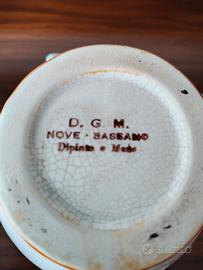 D. G. M.
NOVE - BASSANO
Dipinto a Mano
Subito